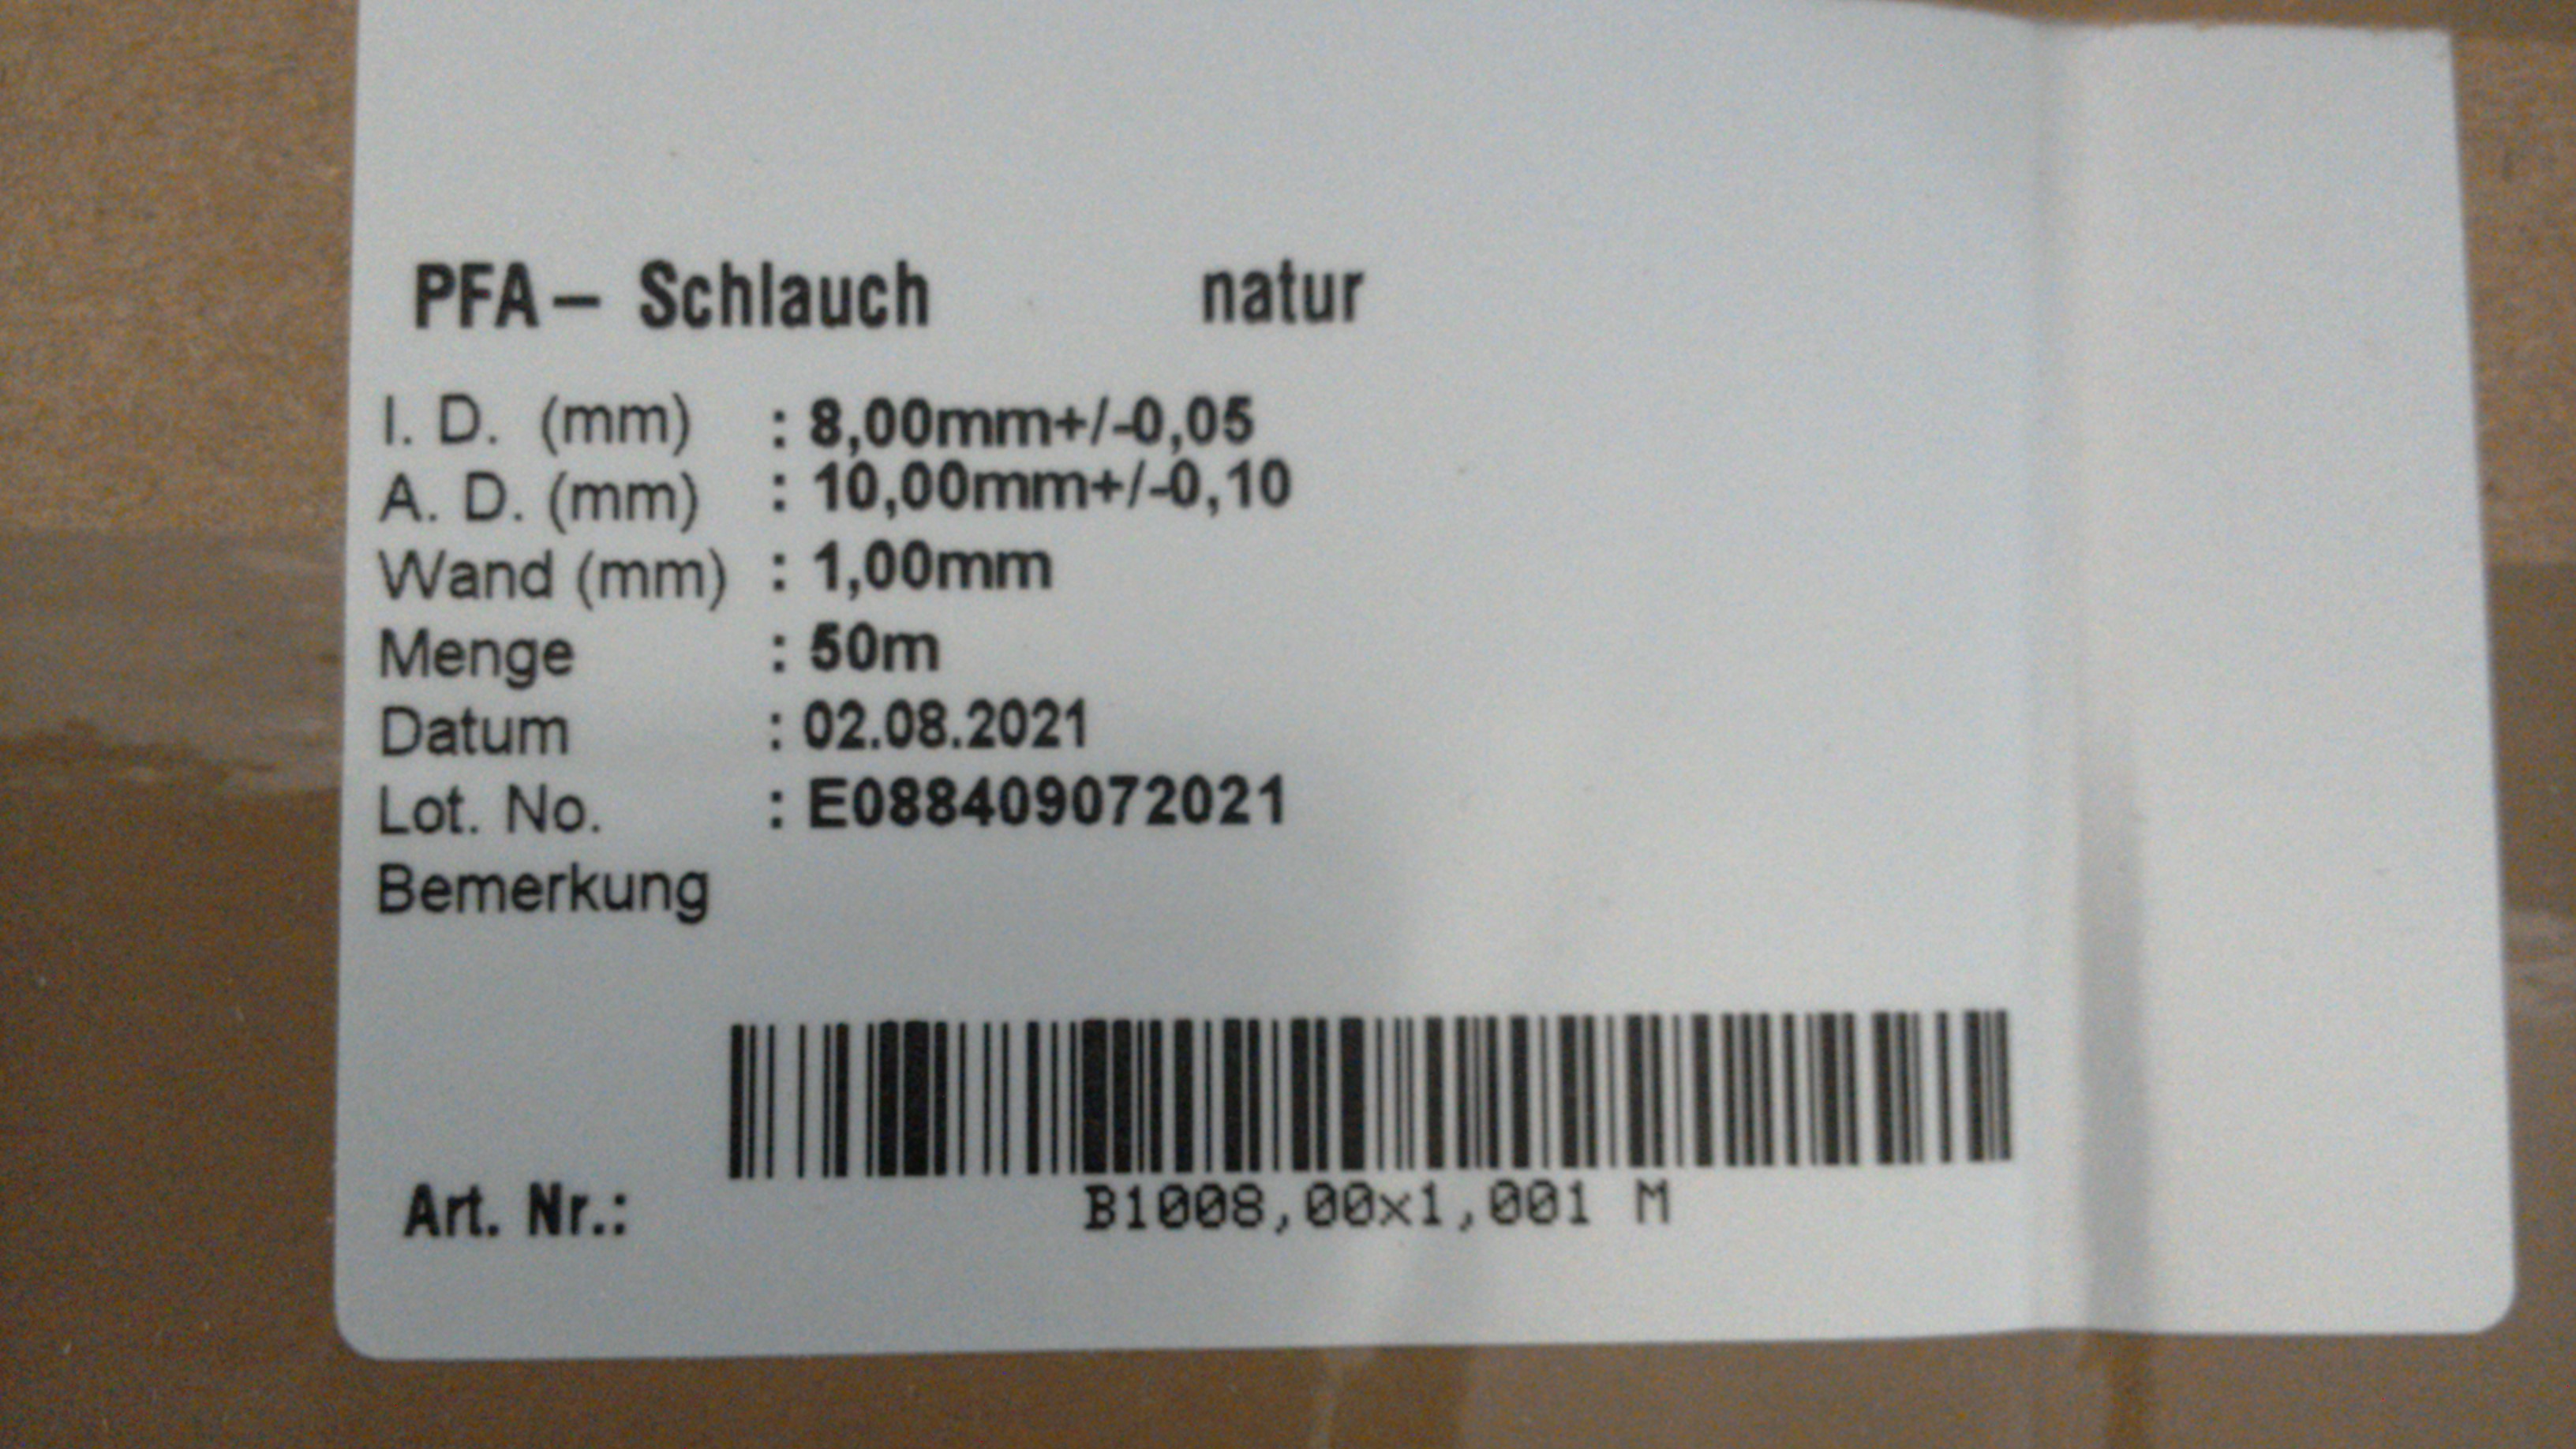 PFA – Schlauch natur
I. D. (mm) : 8,00mm+/-0,05
A. D. (mm) : 10,00mm+/-0,10
Wand (mm) : 1,00mm
Menge : 50m
Datum : 02.08.2021
Lot. No. : E088409072021
Bemerkung
Art. Nr.: B1008,00x1,001 M